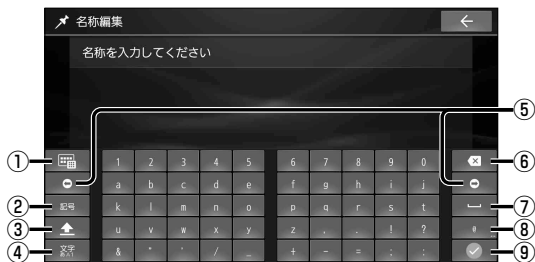 名称編集
名称を入力してください
⑤
① 1 2 3 4 5 6 7 8 9 0 ⑥
a b c d e f g h i j
② 記号 k l m n o p q r s t ⑦
③ u v w x y z , . ! ? ⑧
④ 文字 & _ + - = : ; ⑨